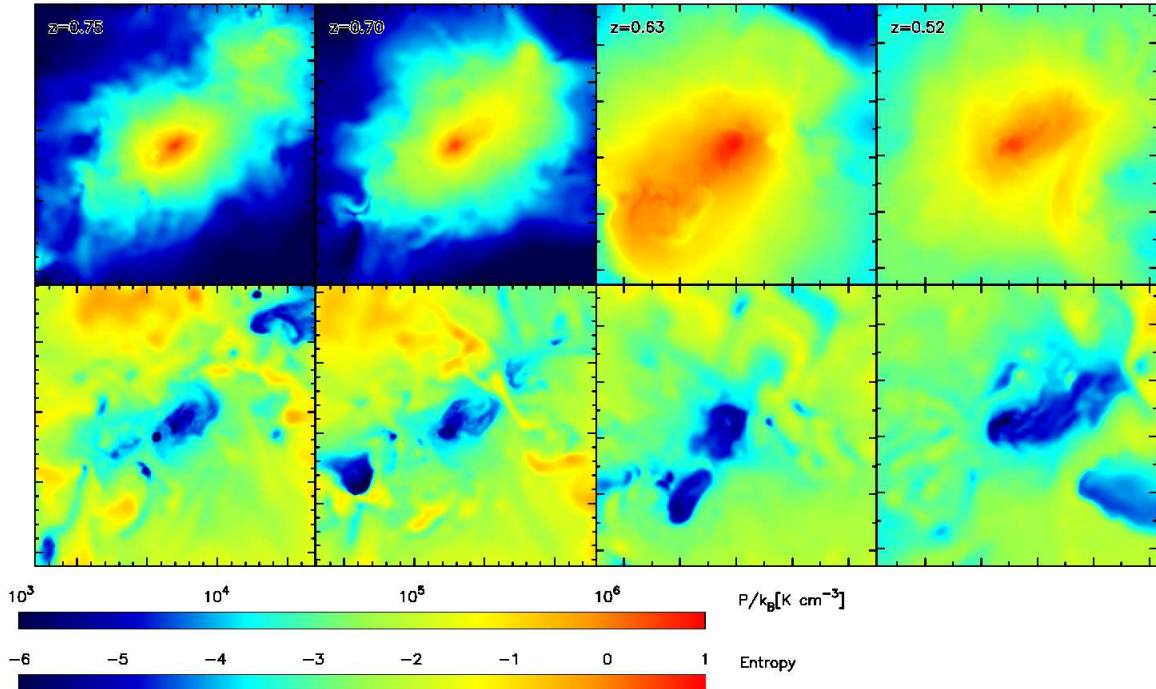 z=0.75 z=0.70 z=0.63 z=0.52
10³ 10⁴ 10⁵ 10⁶ P/k_B[K cm⁻³]
−6 −5 −4 −3 −2 −1 0 1 Entropy